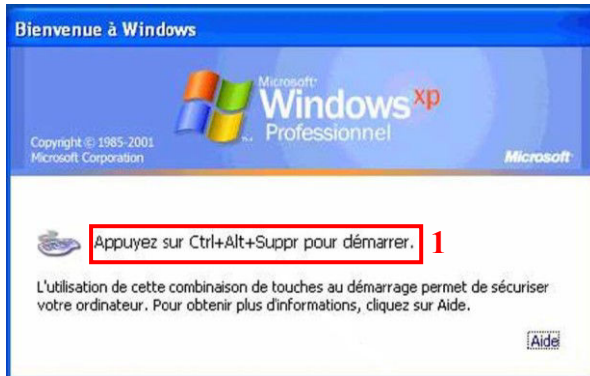 Bienvenue à Windows
Microsoft
Windows xp
Professionnel
Copyright © 1985-2001
Microsoft Corporation
Microsoft
Appuyez sur Ctrl+Alt+Suppr pour démarrer. 1
L'utilisation de cette combinaison de touches au démarrage permet de sécuriser
votre ordinateur. Pour obtenir plus d'informations, cliquez sur Aide.
Aide